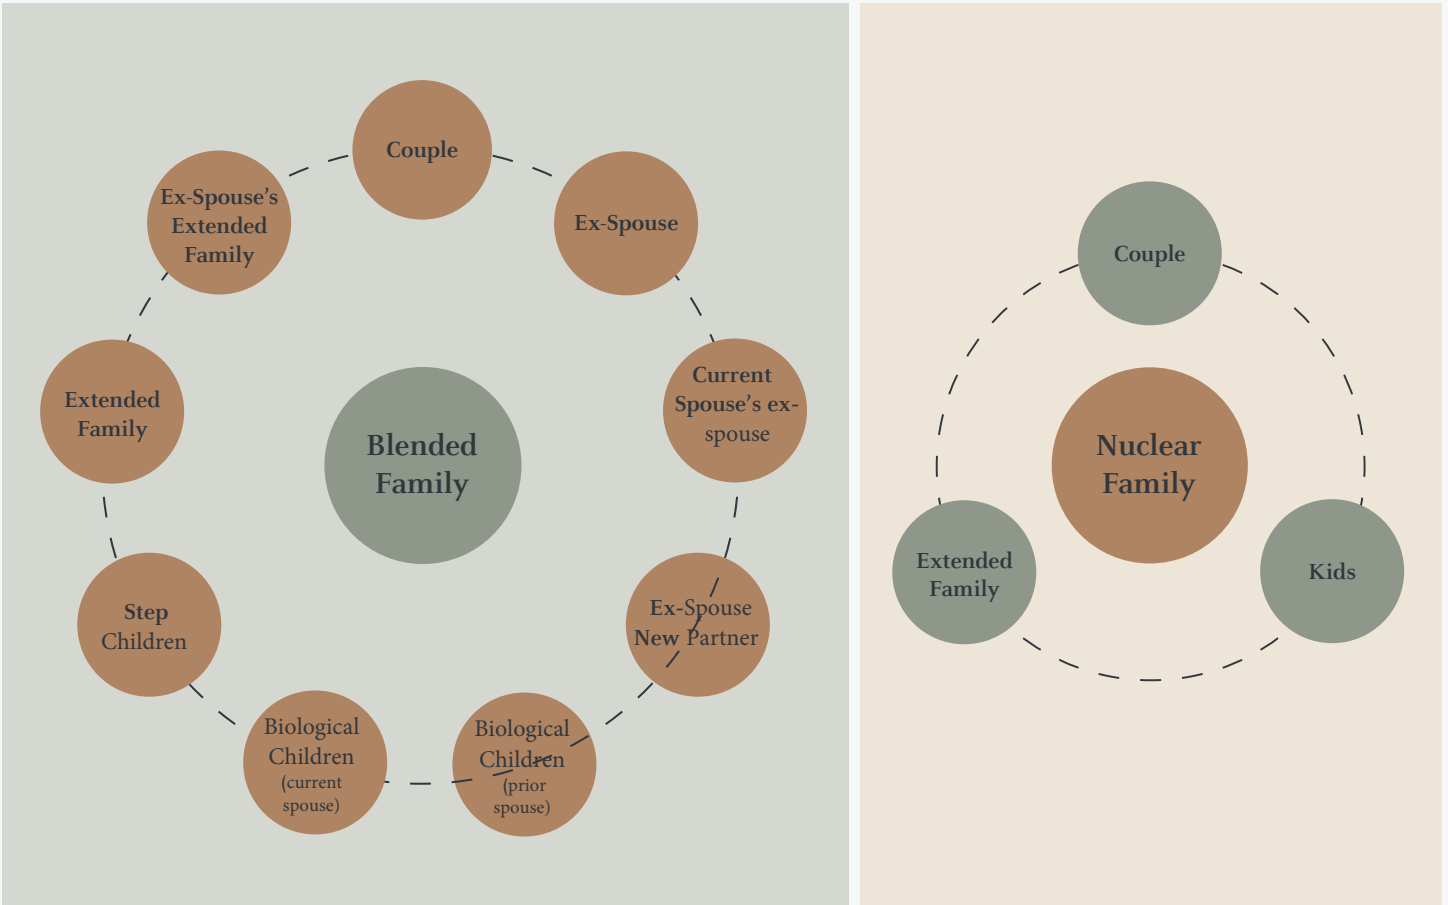 Couple
Ex-Spouse's
Extended
Family
Ex-Spouse
Extended
Family
Current
Spouse's ex-
spouse
Blended
Family
Step
Children
Ex-Spouse
New Partner
Biological
Children
(current
spouse)
Biological
Children
(prior
spouse)
Couple
Nuclear
Family
Extended
Family
Kids